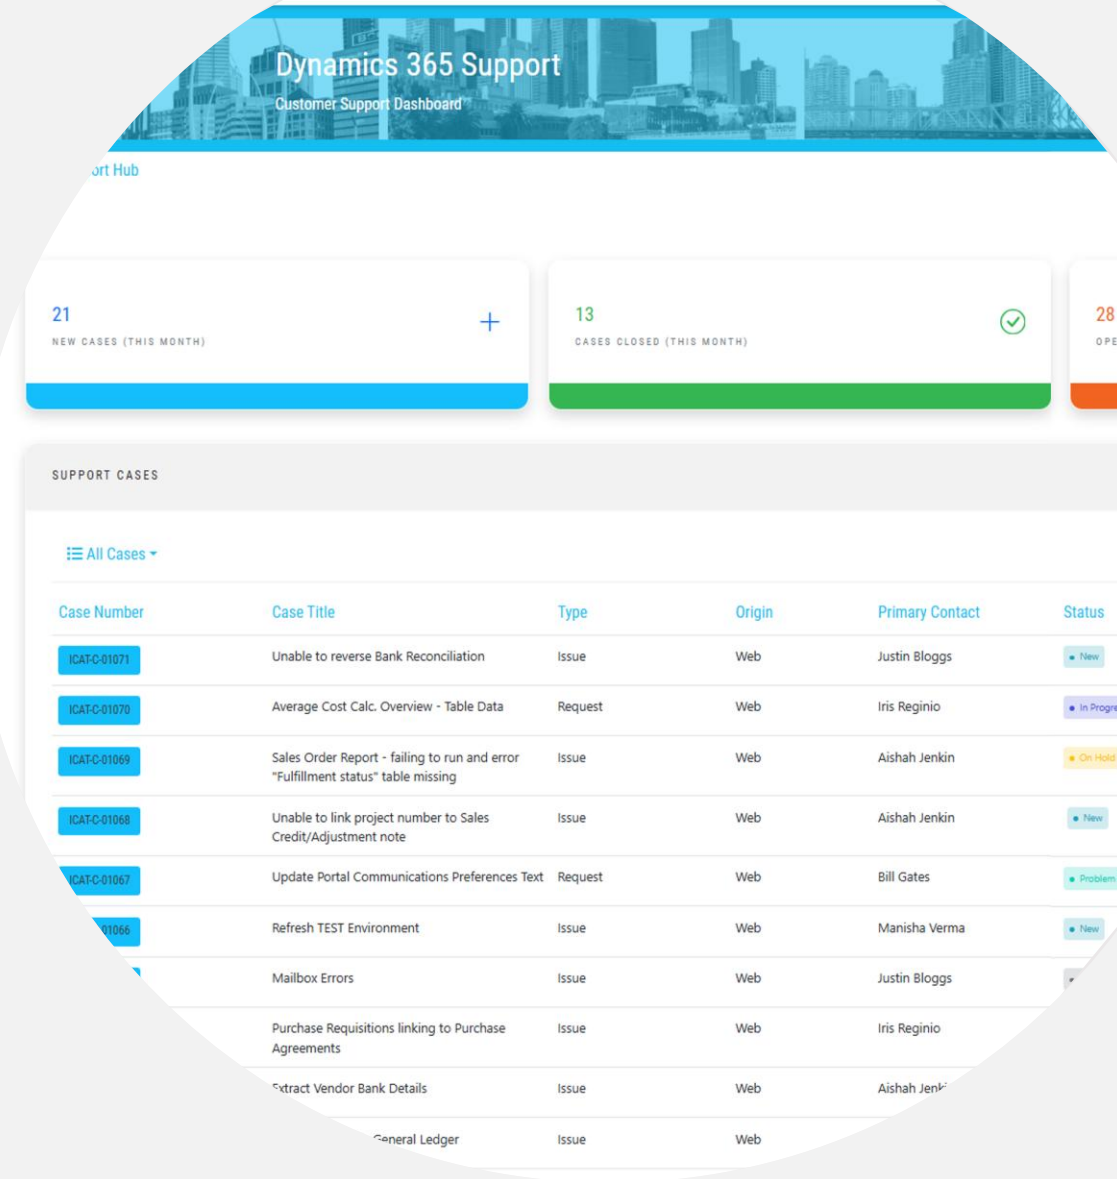 Dynamics 365 Support
Customer Support Dashboard
Hub
21
NEW CASES (THIS MONTH)
13
CASES CLOSED (THIS MONTH)
28
SUPPORT CASES
All Cases
Case Number Case Title Type Origin Primary Contact Status
ICAT-C-01071 Unable to reverse Bank Reconciliation Issue Web Justin Bloggs New
ICAT-C-01070 Average Cost Calc. Overview - Table Data Request Web Iris Reginio In
ICAT-C-01069 Sales Order Report - failing to run and error Issue Web Aishah Jenkin On Hold
"Fulfillment status" table missing
ICAT-C-01068 Unable to link project number to Sales Issue Web Aishah Jenkin New
Credit/Adjustment note
ICAT-C-01067 Update Portal Communications Preferences Text Request Web Bill Gates Problem
01066 Refresh TEST Environment Issue Web Manisha Verma New
Mailbox Errors Issue Web Justin Bloggs
Purchase Requisitions linking to Purchase Issue Web Iris Reginio
Agreements
Extract Vendor Bank Details Issue Web Aishah
General Ledger Issue Web